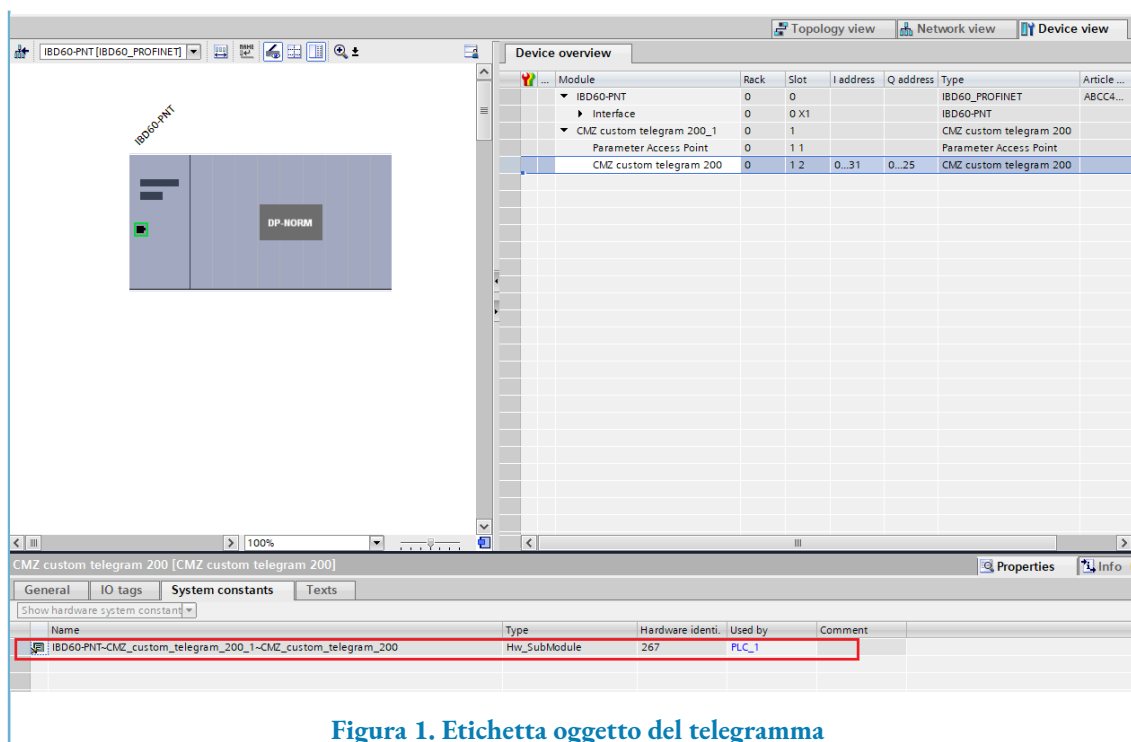 Topology view Network view Device view
IBD60-PNT [IBD60_PROFINET]
Device overview
... Module Rack Slot I address Q address Type Article ...
IBD60-PNT 0 0 IBD60_PROFINET ABCC4...
Interface 0 0 X1 IBD60-PNT
CMZ custom telegram 200_1 0 1 CMZ custom telegram 200
Parameter Access Point 0 1 1 Parameter Access Point
CMZ custom telegram 200 0 1 2 0...31 0...25 CMZ custom telegram 200
IBD60-PNT
DP-NORM
100%
CMZ custom telegram 200 [CMZ custom telegram 200]
Properties Info
General IO tags System constants Texts
Show hardware system constant
Name Type Hardware identi. Used by Comment
IBD60-PNT~CMZ_custom_telegram_200_1~CMZ_custom_telegram_200 Hw_SubModule 267 PLC_1
Figura 1. Etichetta oggetto del telegramma